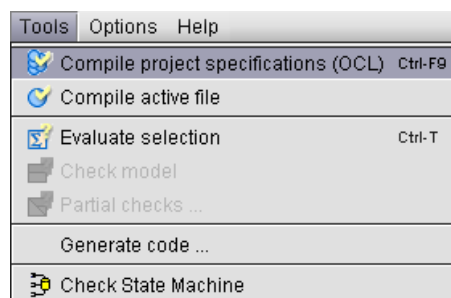 Tools Options Help
Compile project specifications (OCL) Ctrl-F9
Compile active file
Evaluate selection Ctrl-T
Check model
Partial checks ...
Generate code ...
Check State Machine